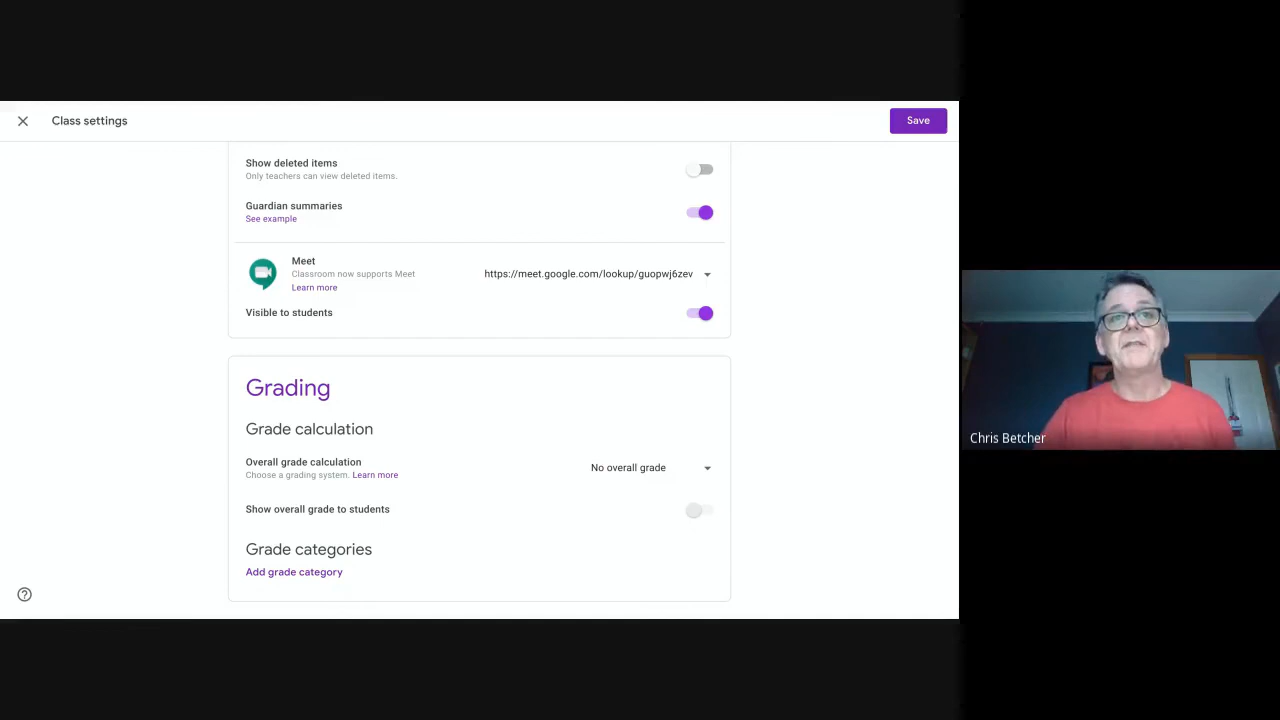 Class settings
Save
Show deleted items
Only teachers can view deleted items.
Guardian summaries
See example
Meet
Classroom now supports Meet
https://meet.google.com/lookup/guopwj6zev
Learn more
Visible to students
Grading
Grade calculation
Overall grade calculation
No overall grade
Choose a grading system. Learn more
Show overall grade to students
Grade categories
Add grade category
Chris Betcher